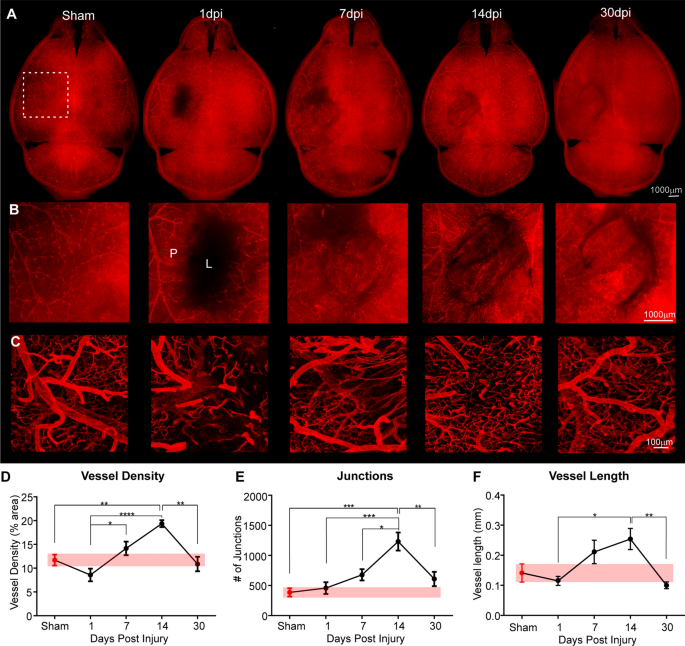 A Sham 1dpi 7dpi 14dpi 30dpi
1000µm
B P L
1000µm
C
100µm
D Vessel Density
Vessel Density (% area)
25
20
15
10
5
0
** **** * **
Sham 1 7 14 30
Days Post Injury
E Junctions
# of Junctions
2000
1500
1000
500
0
*** *** * **
Sham 1 7 14 30
Days Post Injury
F Vessel Length
Vessel length (mm)
0.4
0.3
0.2
0.1
0.0
* **
Sham 1 7 14 30
Days Post Injury